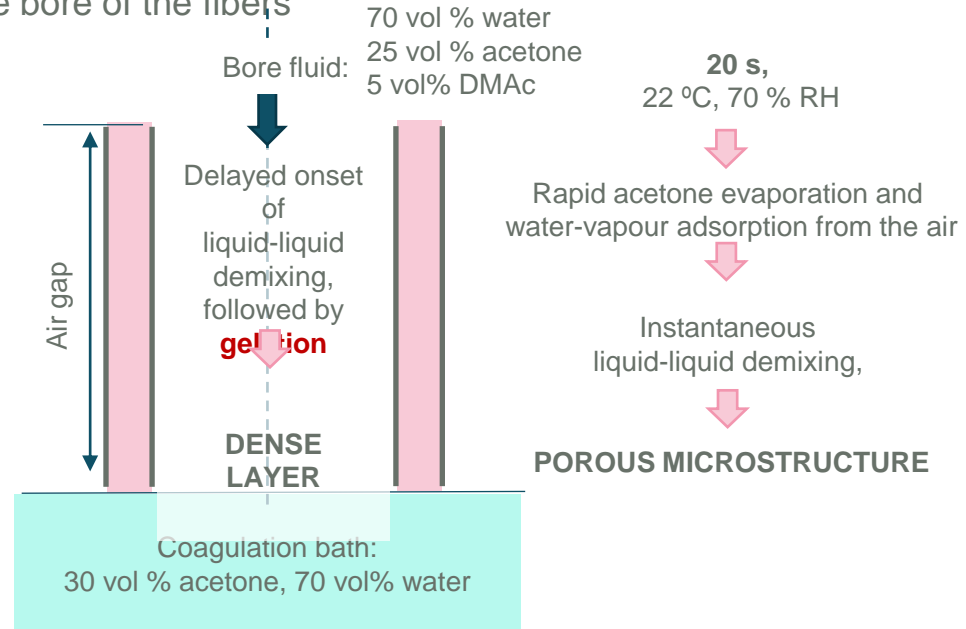 e bore of the fibers
70 vol % water
25 vol % acetone
5 vol% DMAc
Bore fluid:
20 s,
22 ºC, 70 % RH
Delayed onset
of
liquid-liquid
demixing,
followed by
gelation
Rapid acetone evaporation and
water-vapour adsorption from the air
Air gap
Instantaneous
liquid-liquid demixing,
DENSE
LAYER
POROUS MICROSTRUCTURE
Coagulation bath:
30 vol % acetone, 70 vol% water